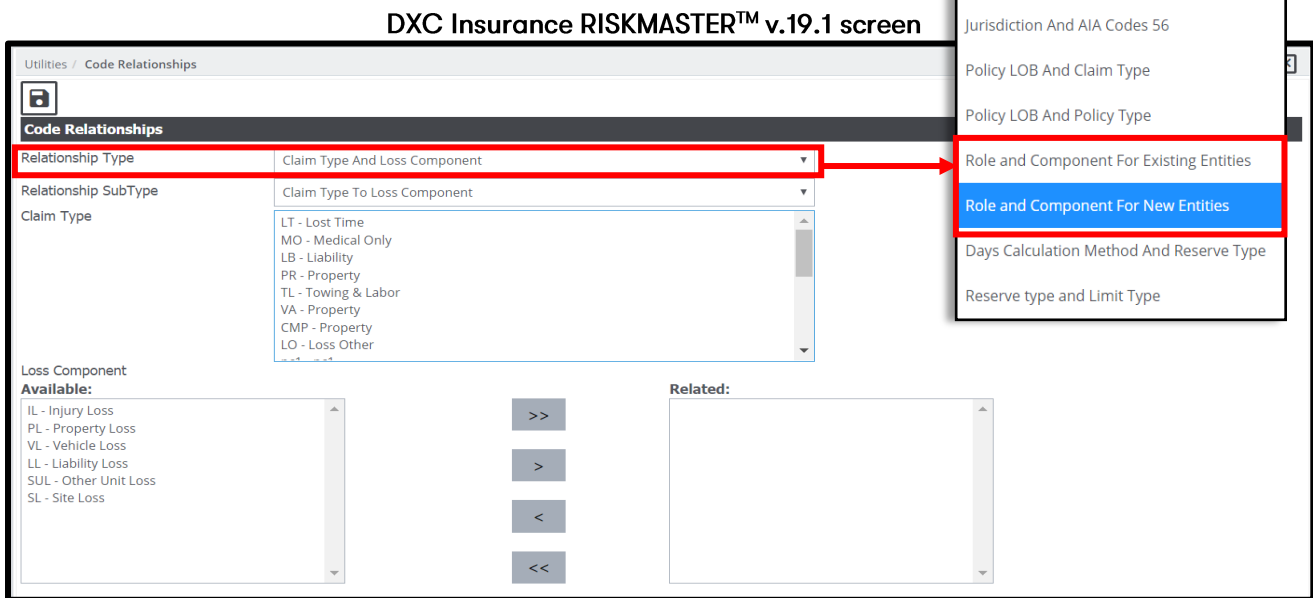 DXC Insurance RISKMASTER™ v.19.1 screen
Utilities / Code Relationships
Code Relationships
Relationship Type
Claim Type And Loss Component
Relationship SubType
Claim Type To Loss Component
Claim Type
LT - Lost Time
MO - Medical Only
LB - Liability
PR - Property
TL - Towing & Labor
VA - Property
CMP - Property
LO - Loss Other
Loss Component
Available:
IL - Injury Loss
PL - Property Loss
VL - Vehicle Loss
LL - Liability Loss
SUL - Other Unit Loss
SL - Site Loss
>>
>
<
<<
Related:
Jurisdiction And AIA Codes 56
Policy LOB And Claim Type
Policy LOB And Policy Type
Role and Component For Existing Entities
Role and Component For New Entities
Days Calculation Method And Reserve Type
Reserve type and Limit Type